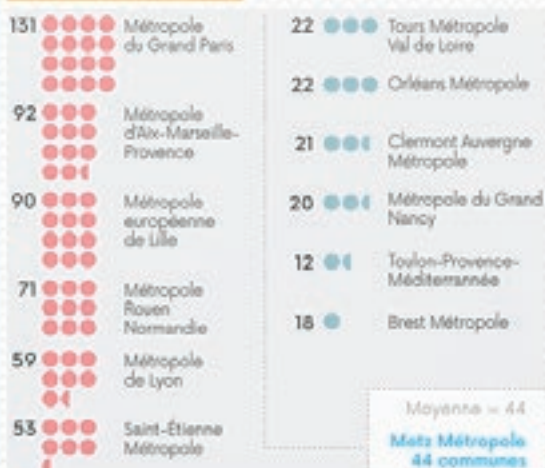 131 Métropole
du Grand Paris
92 Métropole
d'Aix-Marseille-
Provence
90 Métropole
européenne
de Lille
71 Métropole
Rouen
Normandie
59 Métropole
de Lyon
53 Saint-Étienne
Métropole
22 Tours Métropole
Val de Loire
22 Orléans Métropole
21 Clermont Auvergne
Métropole
20 Métropole du Grand
Nancy
12 Toulon-Provence-
Méditerrannée
18 Brest Métropole
Moyenne = 44
Metz Métropole
44 communes